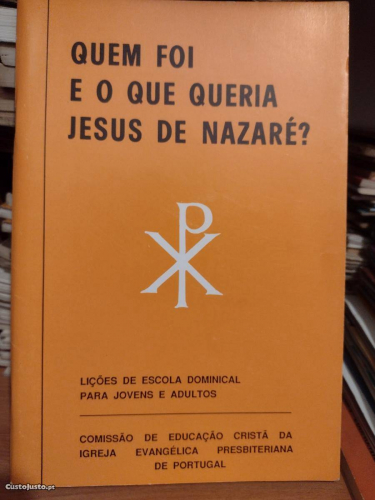 QUEM FOI
E O QUE QUERIA
JESUS DE NAZARÉ?
LIÇÕES DE ESCOLA DOMINICAL
PARA JOVENS E ADULTOS
COMISSÃO DE EDUCAÇÃO CRISTÃ DA
IGREJA EVANGÉLICA PRESBITERIANA
DE PORTUGAL
CustoJusto.pt